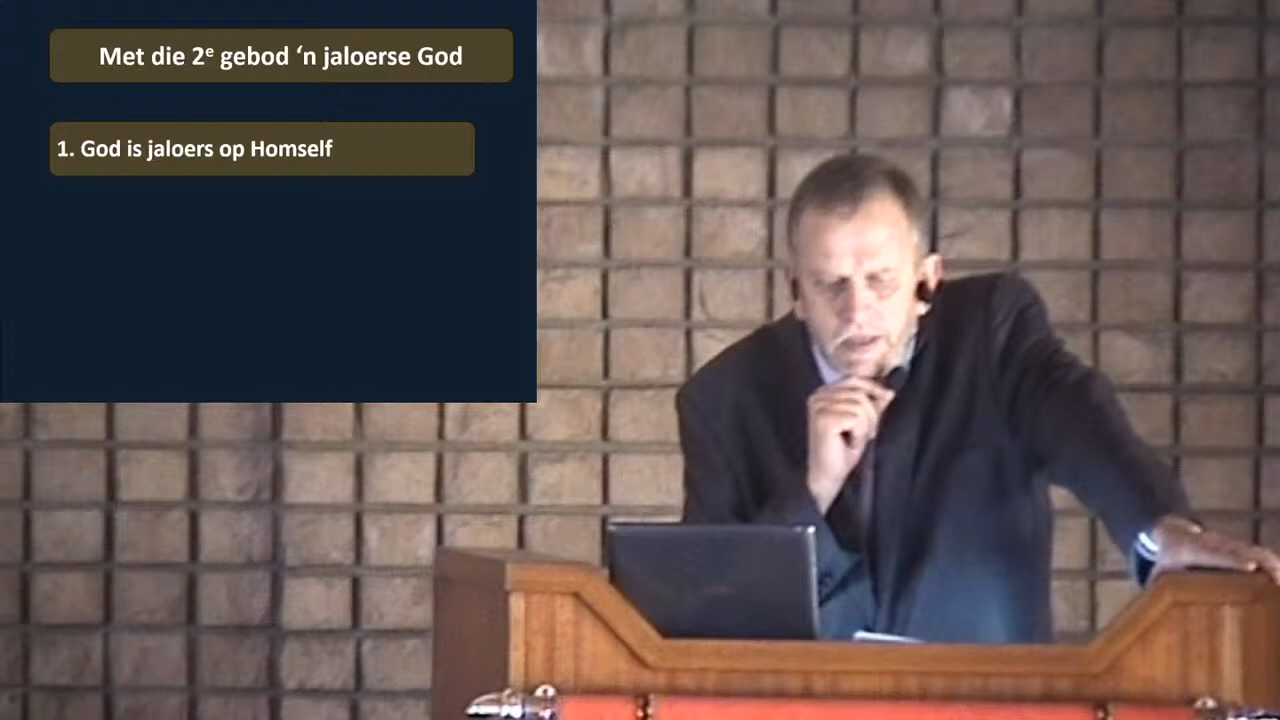 Met die 2ᵉ gebod ‘n jaloerse God
1. God is jaloers op Homself